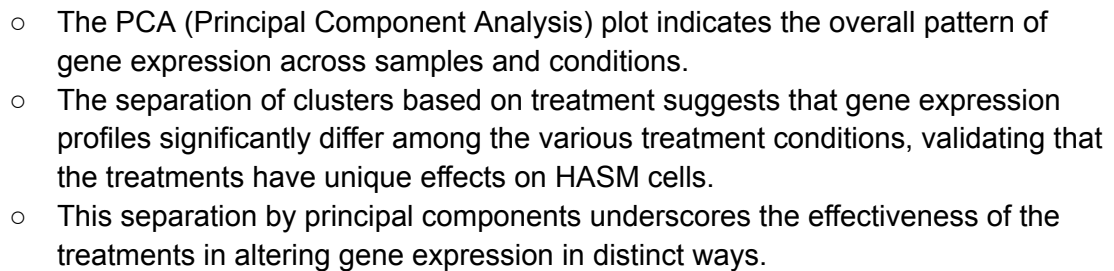 ○ The PCA (Principal Component Analysis) plot indicates the overall pattern of
gene expression across samples and conditions.
○ The separation of clusters based on treatment suggests that gene expression
profiles significantly differ among the various treatment conditions, validating that
the treatments have unique effects on HASM cells.
○ This separation by principal components underscores the effectiveness of the
treatments in altering gene expression in distinct ways.